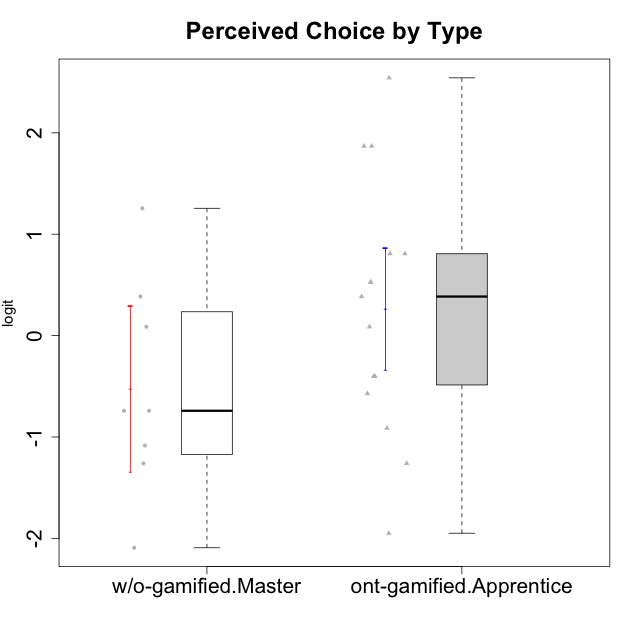 Perceived Choice by Type
logit
2
1
0
-1
-2
w/o-gamified.Master
ont-gamified.Apprentice